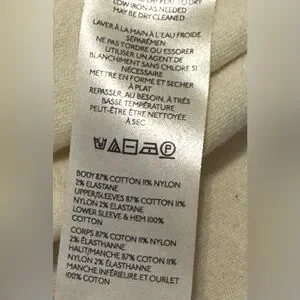 LOW IRON AS NEEDED
MAY BE DRY CLEANED
LAVER À LA MAIN À L'EAU FROIDE
SÉPARÉMEN
NE PAS TORDRE OU ESSORER
UTILISER UN AGENT DE
BLANCHIMENT SANS CHLORE SI
NÉCESSAIRE
METTRE EN FORME ET SECHER
À PLAT
REPASSER, AU BESOIN, À TRÈS
BASSE TEMPÉRATURE
PEUT-ÊTRE ÊTRE NETTOYÉE
À SEC
P
BODY 87% COTTON 11% NYLON
2% ELASTANE
UPPER/SLEEVES 87% COTTON 11%
NYLON 2% ELASTANE
LOWER SLEEVE & HEM 100%
COTTON
CORPS 87% COTON 11% NYLON
2% ÉLASTHANNE
HAUT/MANCHE 87% COTON 11%
NYLON 2% ÉLASTHANNE
MANCHE INFÉRIEURE ET OURLET
100% COTON